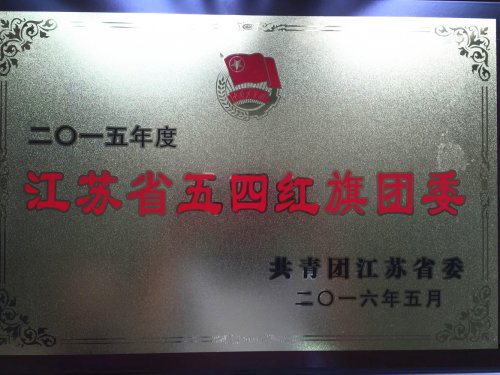 二〇一五年度
江苏省五四红旗团委
共青团江苏省委
二〇一六年五月